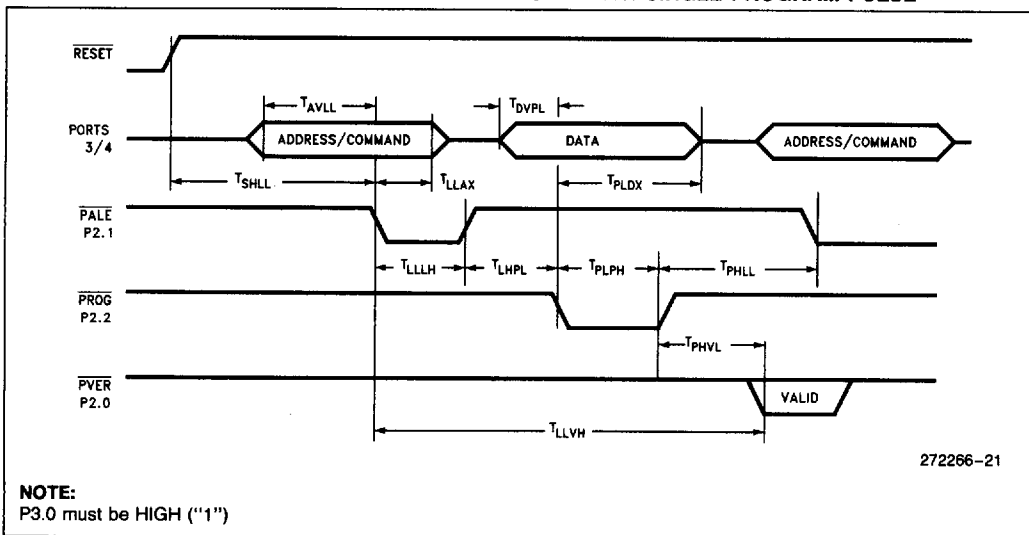 RESET
T_AVLL
T_DVPL
PORTS
3/4
ADDRESS/COMMAND
DATA
ADDRESS/COMMAND
T_SHLL
T_LLAX
T_PLDX
PALE
P2.1
T_LLLH
T_LHPL
T_PLPH
T_PHLL
PROG
P2.2
T_PHVL
PVER
P2.0
VALID
T_LLVH
272266-21
NOTE:
P3.0 must be HIGH ("1")